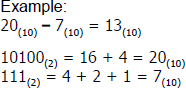 Example:
20₍₁₀₎ – 7₍₁₀₎ = 13₍₁₀₎
10100₍₂₎ = 16 + 4 = 20₍₁₀₎
111₍₂₎ = 4 + 2 + 1 = 7₍₁₀₎